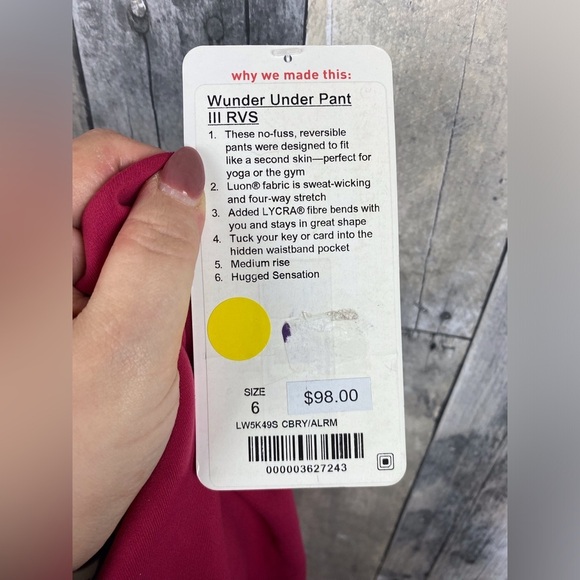 why we made this:
Wunder Under Pant
III RVS
1. These no-fuss, reversible
pants were designed to fit
like a second skin—perfect for
yoga or the gym
2. Luon® fabric is sweat-wicking
and four-way stretch
3. Added LYCRA® fibre bends with
you and stays in great shape
4. Tuck your key or card into the
hidden waistband pocket
5. Medium rise
6. Hugged Sensation
SIZE
6
$98.00
LW5K49S CBRY/ALRM
000003627243